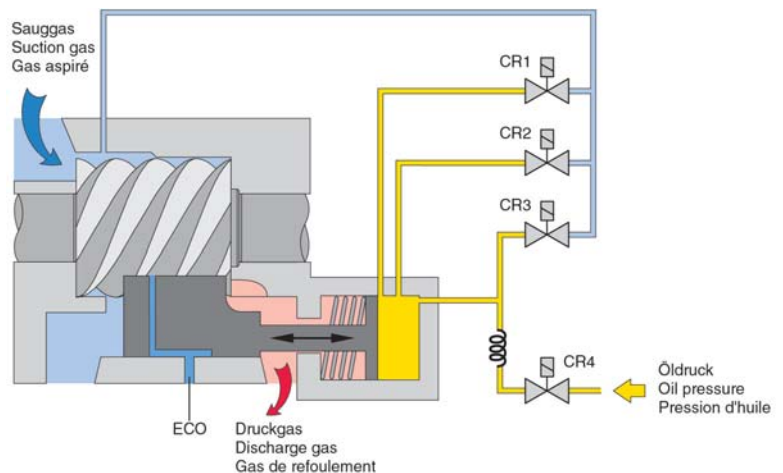 Sauggas
Suction gas
Gas aspiré
CR1
CR2
CR3
CR4
Öldruck
Oil pressure
Pression d'huile
ECO
Druckgas
Discharge gas
Gas de refoulement